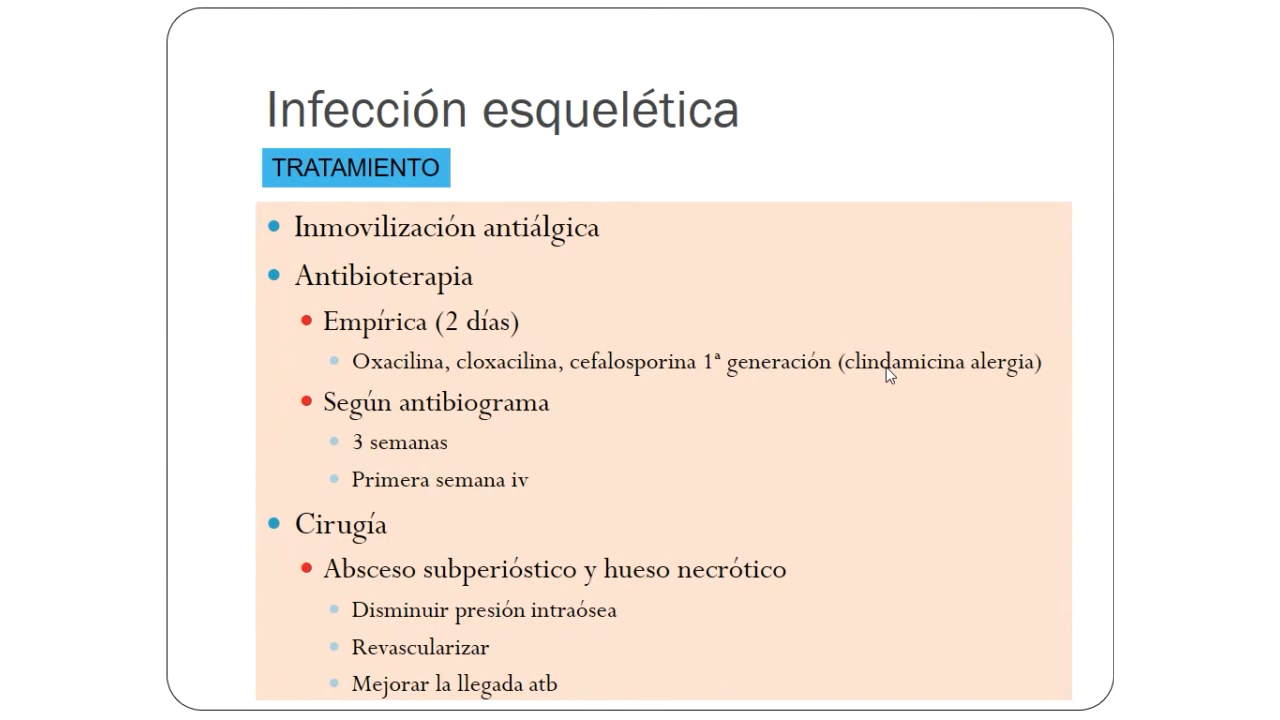 Infección esquelética
TRATAMIENTO
Inmovilización antiálgica
Antibioterapia
Empírica (2 días)
Oxacilina, cloxacilina, cefalosporina 1ª generación (clindamicina alergia)
Según antibiograma
3 semanas
Primera semana iv
Cirugía
Absceso subperióstico y hueso necrótico
Disminuir presión intraósea
Revascularizar
Mejorar la llegada atb